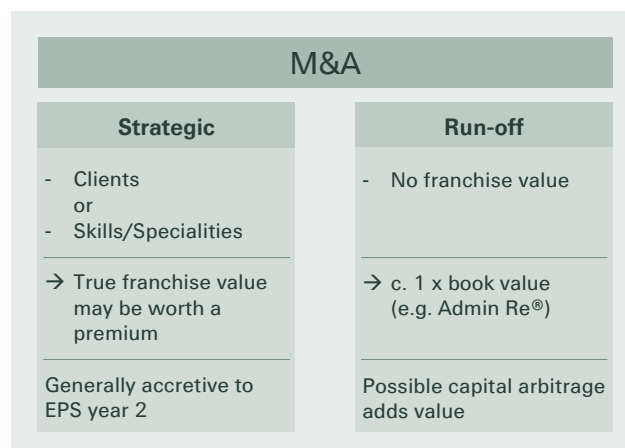 M&A
Strategic
- Clients
or
- Skills/Specialities
→ True franchise value
may be worth a
premium
Generally accretive to
EPS year 2
Run-off
- No franchise value
→ c. 1 x book value
(e.g. Admin Re®)
Possible capital arbitrage
adds value